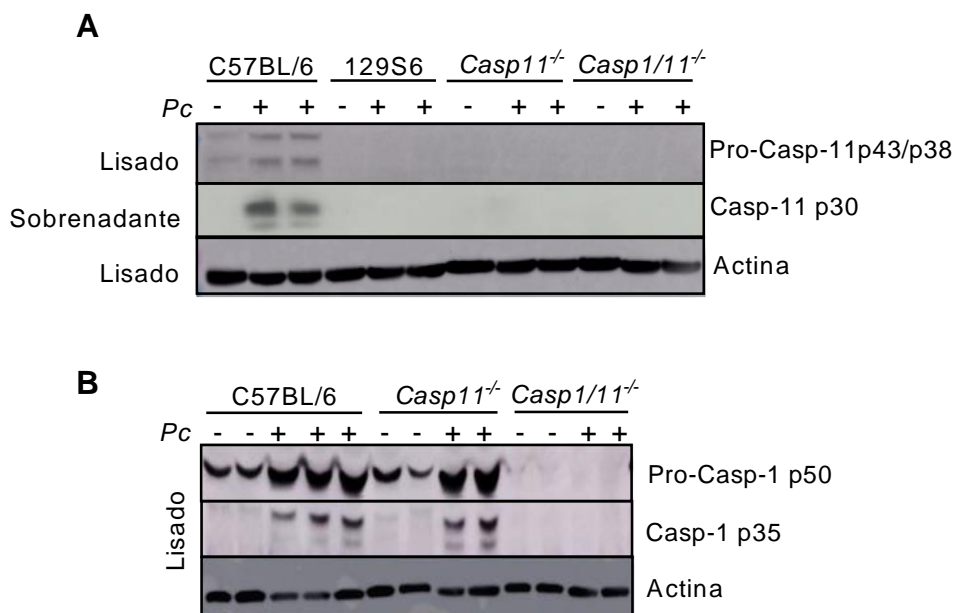 A
C57BL/6 129S6 Casp11-/- Casp1/11-/-
Pc - + + - + + - + + - + +
Lisado Pro-Casp-11p43/p38
Sobrenadante Casp-11 p30
Lisado Actina
B
C57BL/6 Casp11-/- Casp1/11-/-
Pc - - + + + - - + + - - + +
Pro-Casp-1 p50
Lisado Casp-1 p35
Actina